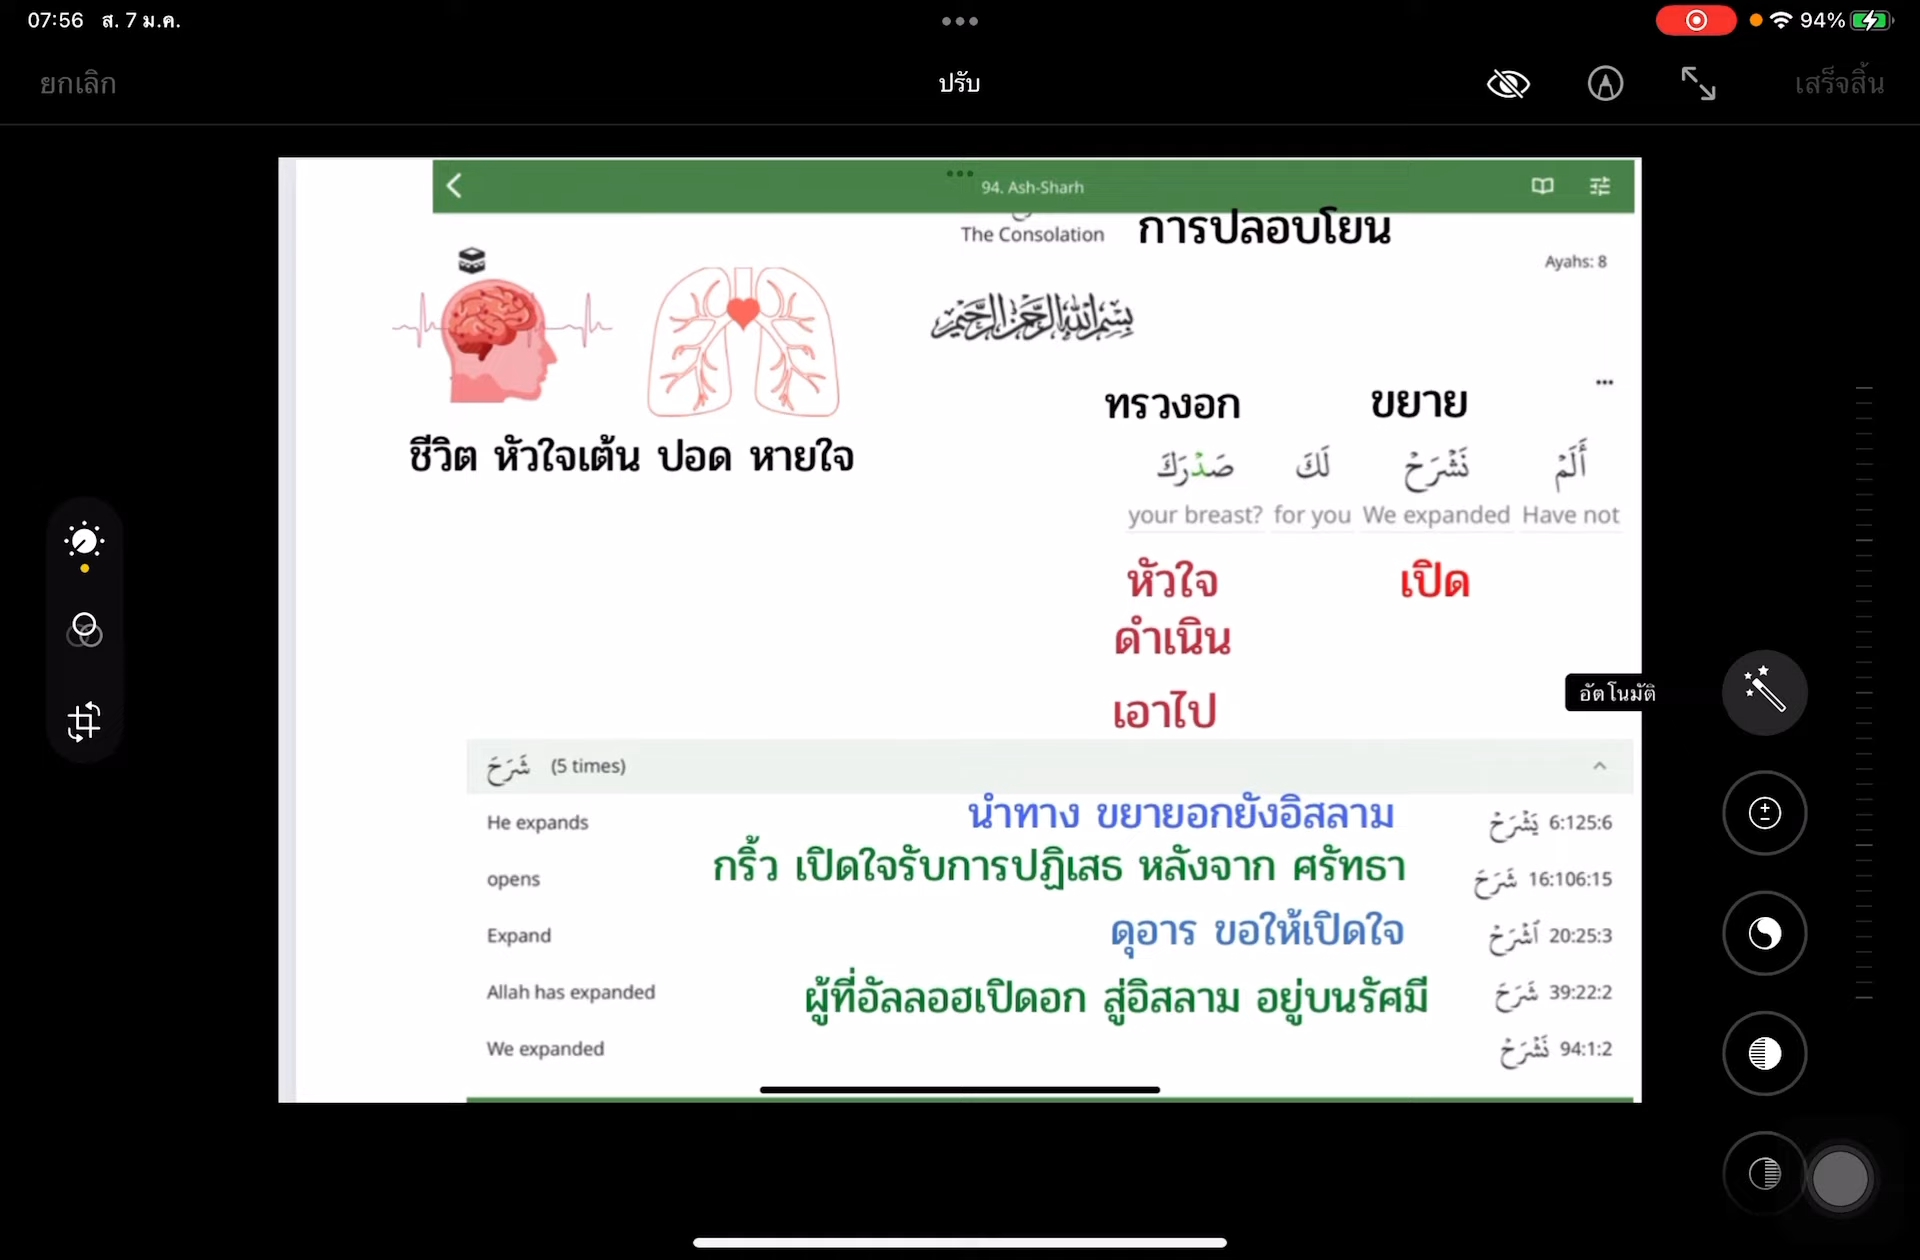 07:56 ส. 7 ม.ค.
94%
ยกเลิก
ปรับ
เสร็จสิ้น
94. Ash-Sharh
The Consolation การปลอบโยน
Ayahs: 8
بِسْمِ اللَّهِ الرَّحْمَٰنِ الرَّحِيمِ
ทรวงอก ขยาย
ชีวิต หัวใจเต้น ปอด หายใจ
أَلَمْ نَشْرَحْ لَكَ صَدْرَكَ
your breast? for you We expanded Have not
หัวใจ เปิด
ดำเนิน
อัตโนมัติ
เอาไป
شَرَحَ (5 times)
He expands นำทาง ขยายอกยังอิสลาม يَشْرَحْ 6:125:6
กริ้ว เปิดใจรับการปฏิเสธ หลังจาก ศรัทธา
opens شَرَحَ 16:106:15
Expand ดุอาร ขอให้เปิดใจ ٱشْرَحْ 20:25:3
Allah has expanded ผู้ที่อัลลอฮเปิดอก สู่อิสลาม อยู่บนรัศมี شَرَحَ 39:22:2
We expanded نَشْرَحْ 94:1:2